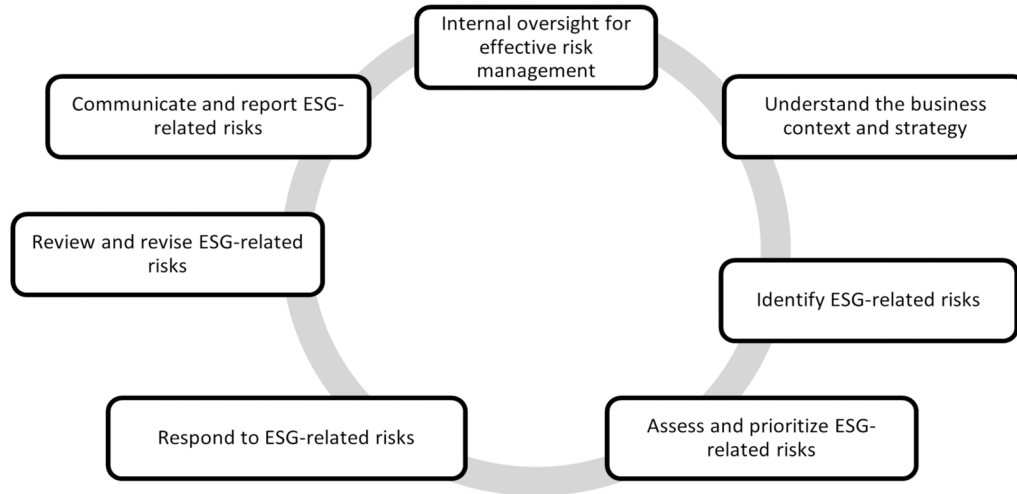 Internal oversight for
effective risk
management
Understand the business
context and strategy
Identify ESG-related risks
Assess and prioritize ESG-
related risks
Respond to ESG-related risks
Review and revise ESG-related
risks
Communicate and report ESG-
related risks